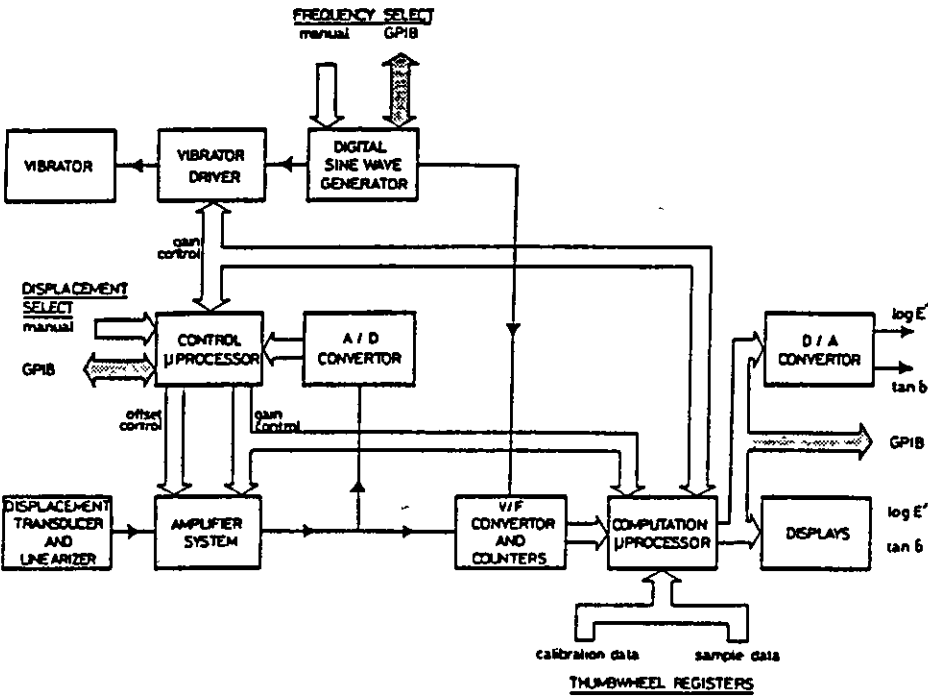 FREQUENCY SELECT
manual GPIB
VIBRATOR
VIBRATOR
DRIVER
DIGITAL
SINE WAVE
GENERATOR
gain
control
DISPLACEMENT
SELECT
manual
GPIB
CONTROL
µPROCESSOR
A / D
CONVERTOR
D / A
CONVERTOR
log E'
tan δ
offset
control
gain
control
GPIB
DISPLACEMENT
TRANSDUCER
AND
LINEARIZER
AMPLIFIER
SYSTEM
V/F
CONVERTOR
AND
COUNTERS
COMPUTATION
µPROCESSOR
DISPLAYS
log E'
tan δ
calibration data sample data
THUMBWHEEL REGISTERS